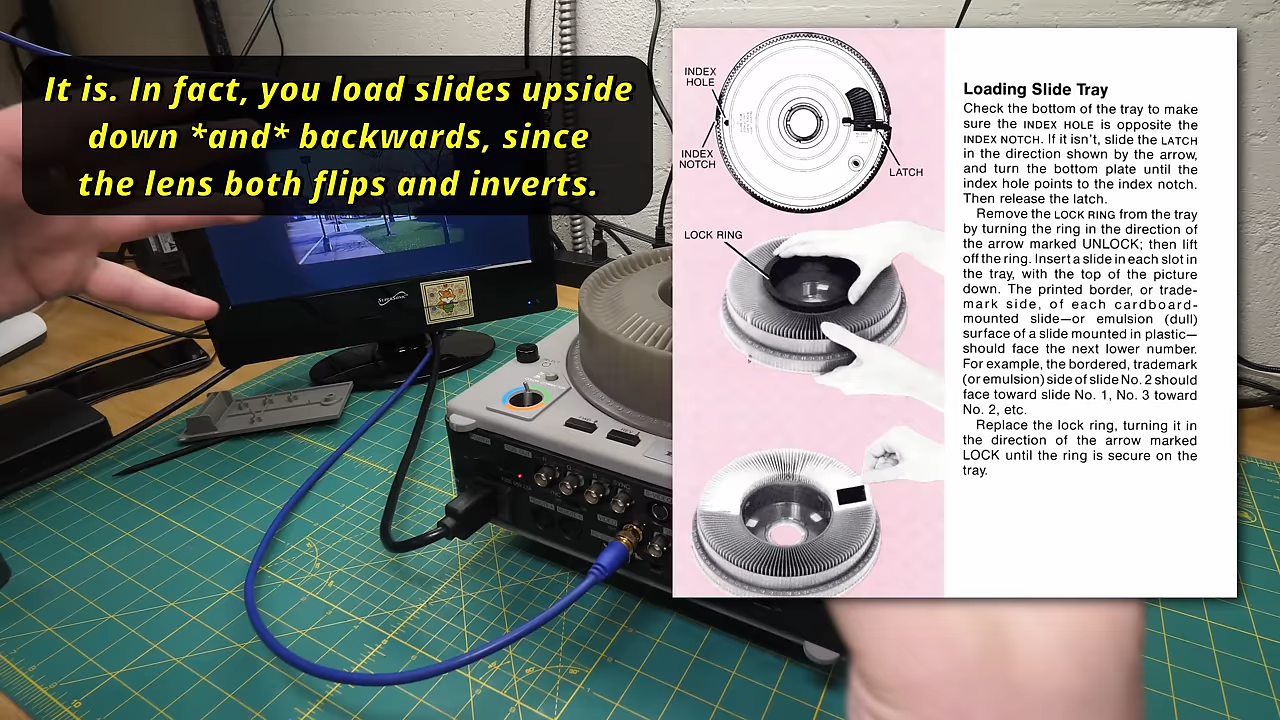 It is. In fact, you load slides upside
down *and* backwards, since
the lens both flips and inverts.
INDEX
HOLE
INDEX
NOTCH
LATCH
LOCK RING
Loading Slide Tray
Check the bottom of the tray to make
sure the INDEX HOLE is opposite the
INDEX NOTCH. If it isn't, slide the LATCH
in the direction shown by the arrow,
and turn the bottom plate until the
index hole points to the index notch.
Then release the latch.
Remove the LOCK RING from the tray
by turning the ring in the direction of
the arrow marked UNLOCK; then lift
off the ring. Insert a slide in each slot in
the tray, with the top of the picture
down. The printed border, or trade-
mark side, of each cardboard-
mounted slide—or emulsion (dull)
surface of a slide mounted in plastic—
should face the next lower number.
For example, the bordered, trademark
(or emulsion) side of slide No. 2 should
face toward slide No. 1, No. 3 toward
No. 2, etc.
Replace the lock ring, turning it in
the direction of the arrow marked
LOCK until the ring is secure on the
tray.
SuperSonic
SYNC
VIDEO